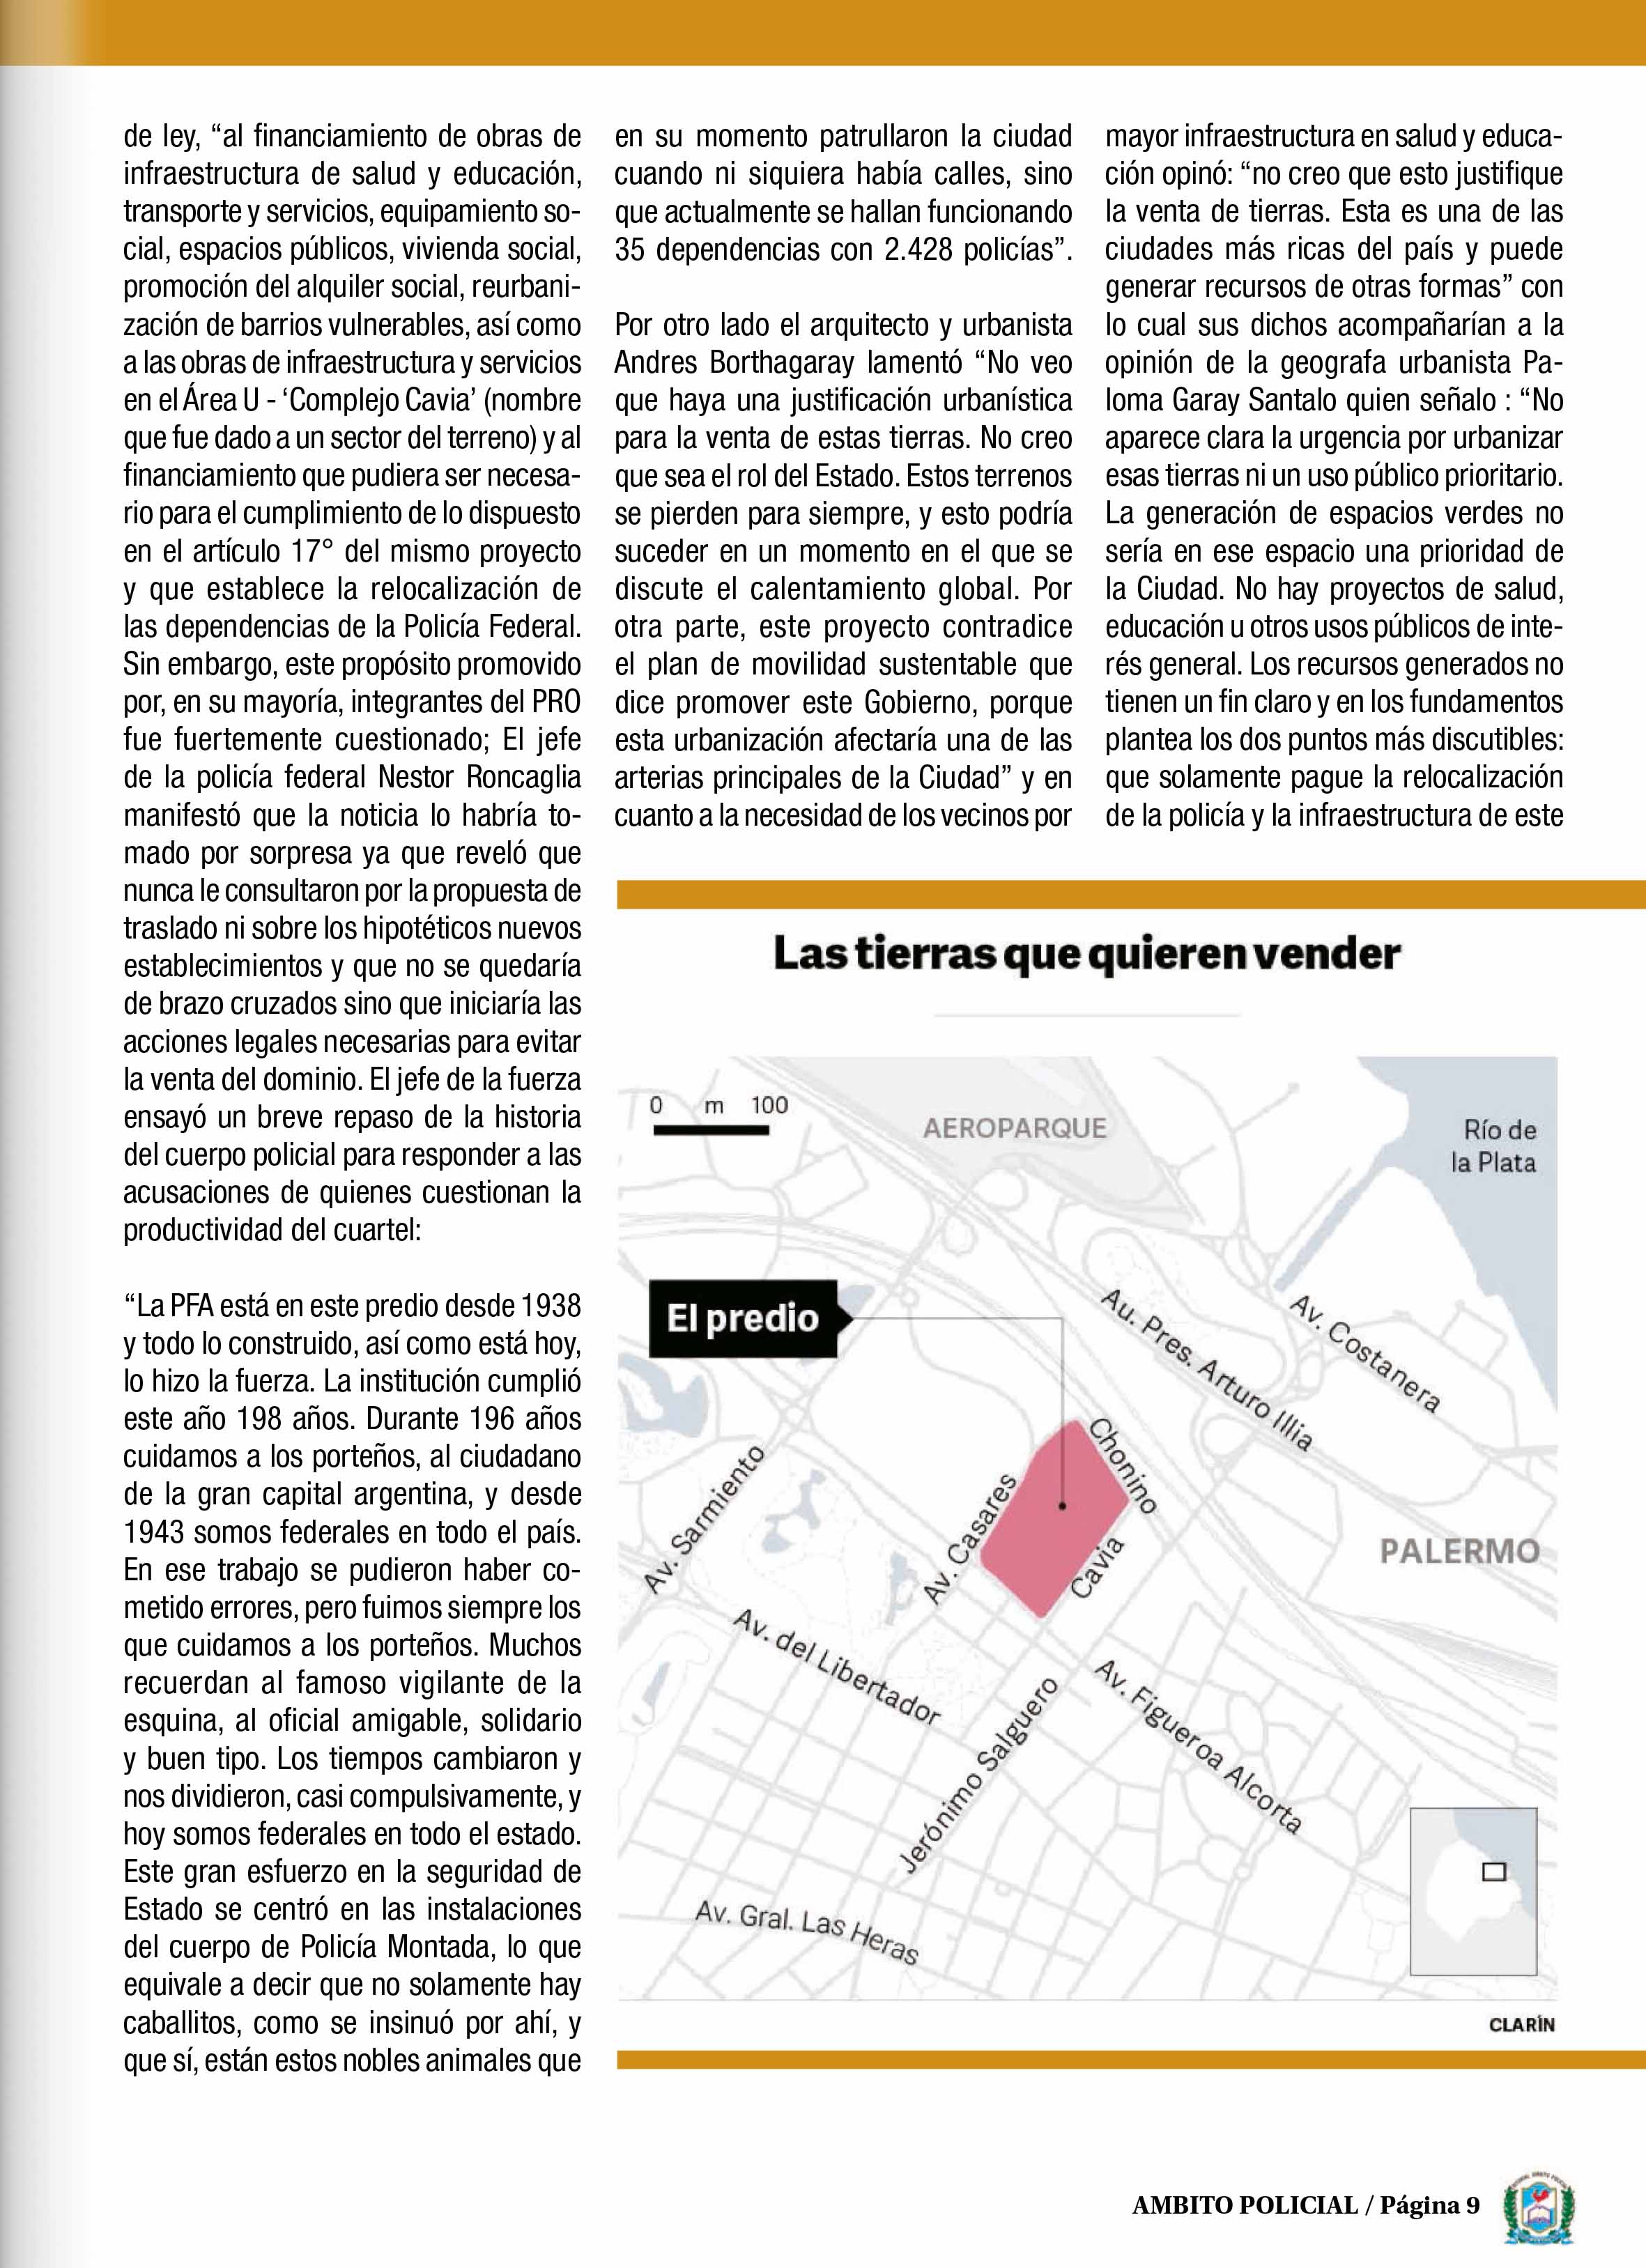 de ley, “al financiamiento de obras de
infraestructura de salud y educación,
transporte y servicios, equipamiento so-
cial, espacios públicos, vivienda social,
promoción del alquiler social, reurbani-
zación de barrios vulnerables, así como
a las obras de infraestructura y servicios
en el Área U - ‘Complejo Cavia’ (nombre
que fue dado a un sector del terreno) y al
financiamiento que pudiera ser necesa-
rio para el cumplimiento de lo dispuesto
en el artículo 17° del mismo proyecto
y que establece la relocalización de
las dependencias de la Policía Federal.
Sin embargo, este propósito promovido
por, en su mayoría, integrantes del PRO
fue fuertemente cuestionado; El jefe
de la policía federal Nestor Roncaglia
manifestó que la noticia lo habría to-
mado por sorpresa ya que reveló que
nunca le consultaron por la propuesta de
traslado ni sobre los hipotéticos nuevos
establecimientos y que no se quedaría
de brazo cruzados sino que iniciaría las
acciones legales necesarias para evitar
la venta del dominio. El jefe de la fuerza
ensayó un breve repaso de la historia
del cuerpo policial para responder a las
acusaciones de quienes cuestionan la
productividad del cuartel:
“La PFA está en este predio desde 1938
y todo lo construido, así como está hoy,
lo hizo la fuerza. La institución cumplió
este año 198 años. Durante 196 años
cuidamos a los porteños, al ciudadano
de la gran capital argentina, y desde
1943 somos federales en todo el país.
En ese trabajo se pudieron haber co-
metido errores, pero fuimos siempre los
que cuidamos a los porteños. Muchos
recuerdan al famoso vigilante de la
esquina, al oficial amigable, solidario
y buen tipo. Los tiempos cambiaron y
nos dividieron, casi compulsivamente, y
hoy somos federales en todo el estado.
Este gran esfuerzo en la seguridad de
Estado se centró en las instalaciones
del cuerpo de Policía Montada, lo que
equivale a decir que no solamente hay
caballitos, como se insinuó por ahí, y
que sí, están estos nobles animales que
en su momento patrullaron la ciudad
cuando ni siquiera había calles, sino
que actualmente se hallan funcionando
35 dependencias con 2.428 policías”.
Por otro lado el arquitecto y urbanista
Andres Borthagaray lamentó “No veo
que haya una justificación urbanística
para la venta de estas tierras. No creo
que sea el rol del Estado. Estos terrenos
se pierden para siempre, y esto podría
suceder en un momento en el que se
discute el calentamiento global. Por
otra parte, este proyecto contradice
el plan de movilidad sustentable que
dice promover este Gobierno, porque
esta urbanización afectaría una de las
arterias principales de la Ciudad” y en
cuanto a la necesidad de los vecinos por
mayor infraestructura en salud y educa-
ción opinó: “no creo que esto justifique
la venta de tierras. Esta es una de las
ciudades más ricas del país y puede
generar recursos de otras formas” con
lo cual sus dichos acompañarían a la
opinión de la geografa urbanista Pa-
loma Garay Santalo quien señalo : “No
aparece clara la urgencia por urbanizar
esas tierras ni un uso público prioritario.
La generación de espacios verdes no
sería en ese espacio una prioridad de
la Ciudad. No hay proyectos de salud,
educación u otros usos públicos de inte-
rés general. Los recursos generados no
tienen un fin claro y en los fundamentos
plantea los dos puntos más discutibles:
que solamente pague la relocalización
de la policía y la infraestructura de este
Las tierras que quieren vender
0 m 100
AEROPARQUE
Río de
la Plata
El predio
Au. Pres. Arturo Illia
Av. Costanera
Chonino
Av. Sarmiento
Av. Casares
Cavia
PALERMO
Av. del Libertador
Jerónimo Salguero
Av. Figueroa Alcorta
Av. Gral. Las Heras
CLARÍN
AMBITO POLICIAL / Página 9